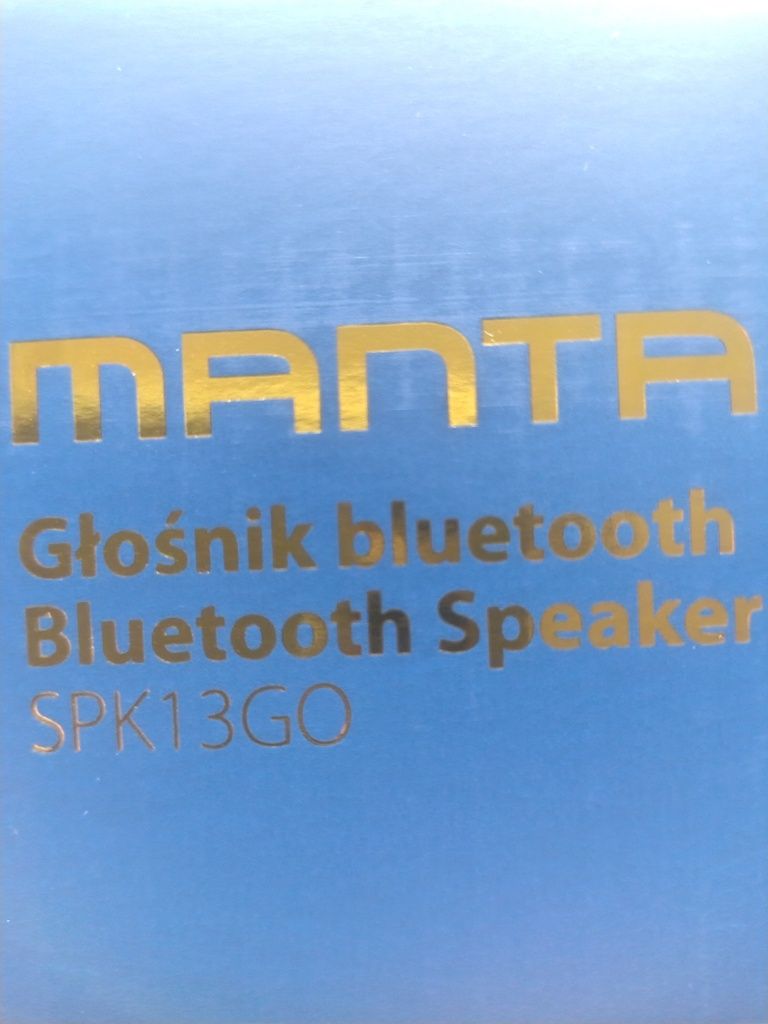 MANTA
Głośnik bluetooth
Bluetooth Speaker
SPK13GO